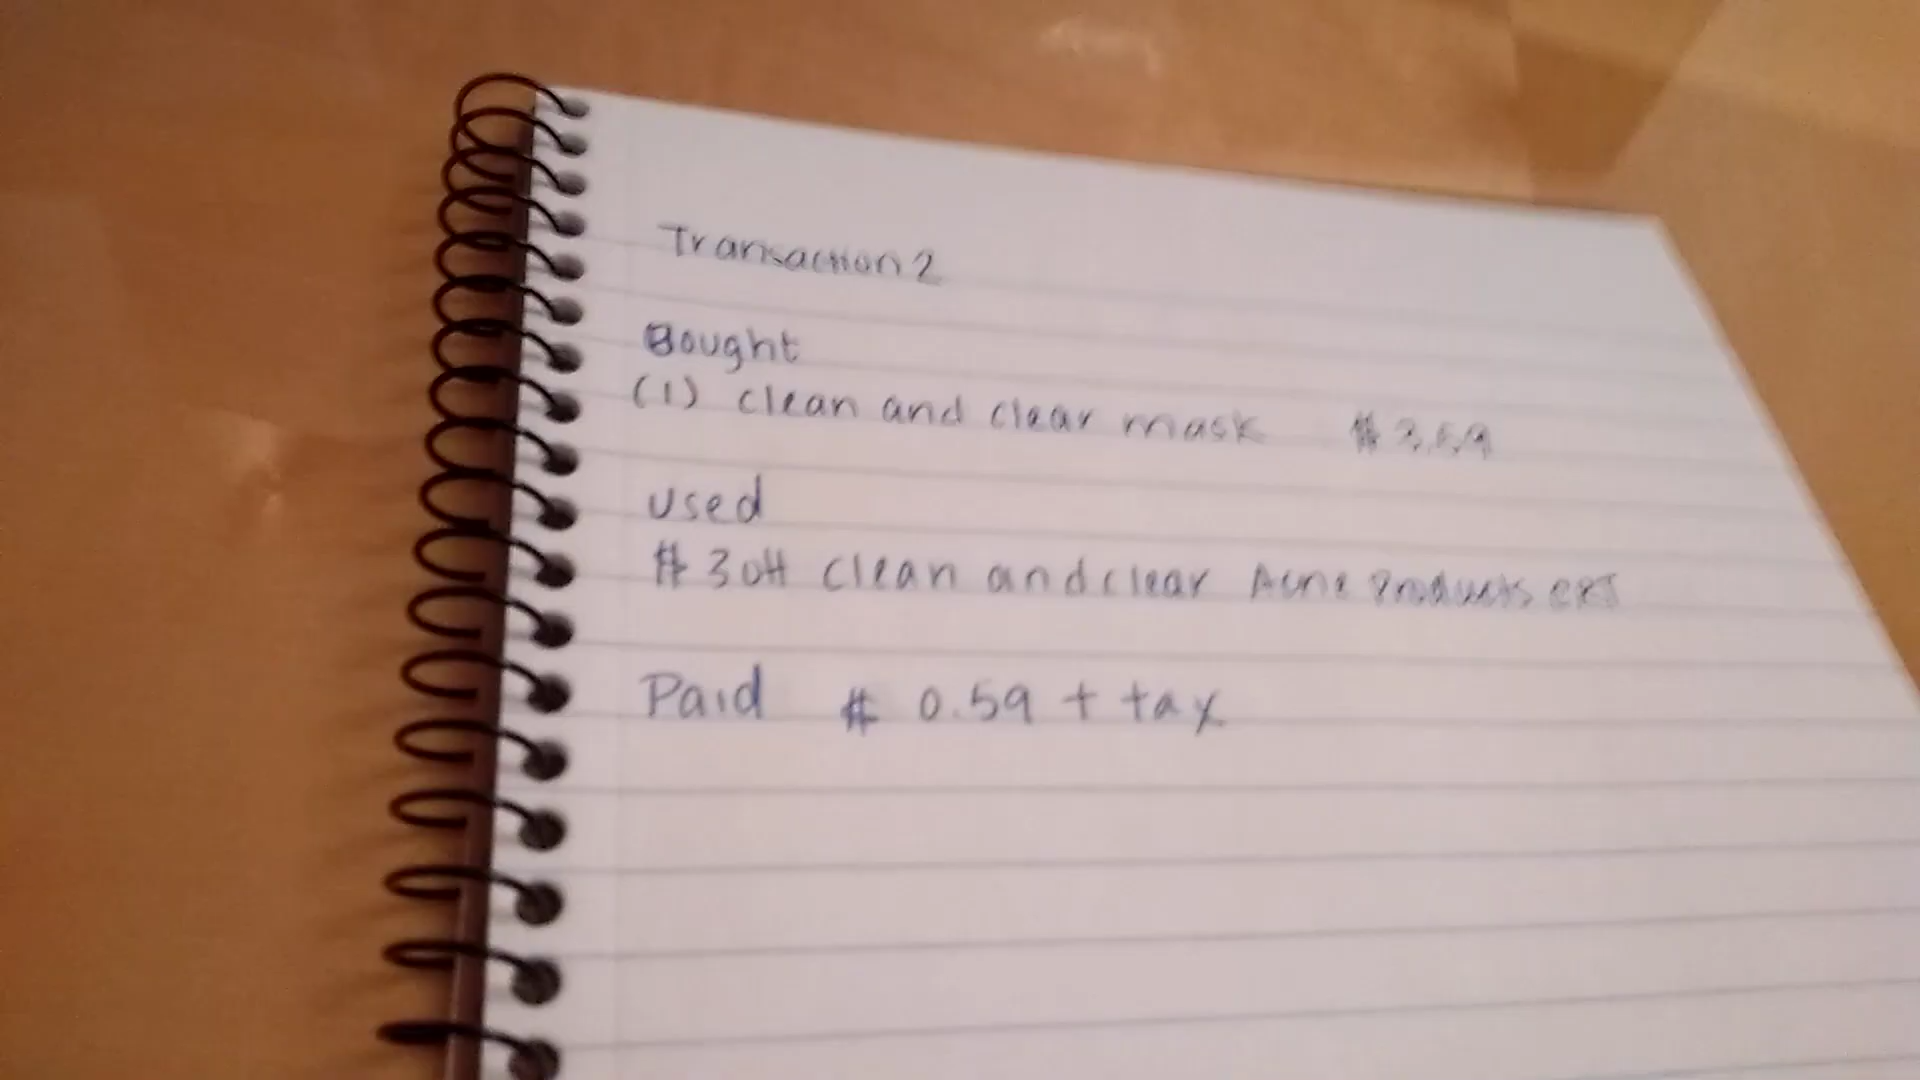 Transaction 2
Bought
(1) clean and clear mask $3.59
used
$3 off clean and clear Acne Products CRT
Paid $0.59 + tax